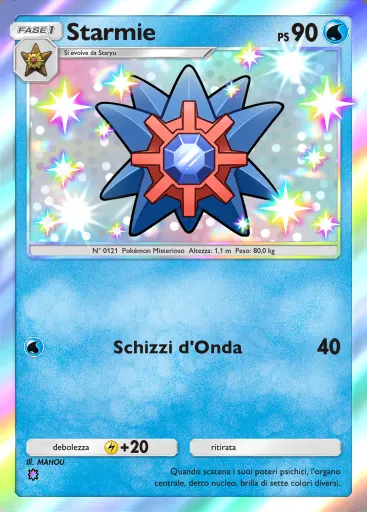 FASE 1
Starmie
PS 90
Si evolve da Staryu
N° 0121 Pokémon Misterioso Altezza: 1,1 m Peso: 80,0 kg
Schizzi d'Onda 40
debolezza +20 ritirata
Ill. MAHOU
Quando scatena i suoi poteri psichici, l'organo
centrale, detto nucleo, brilla di sette colori diversi.